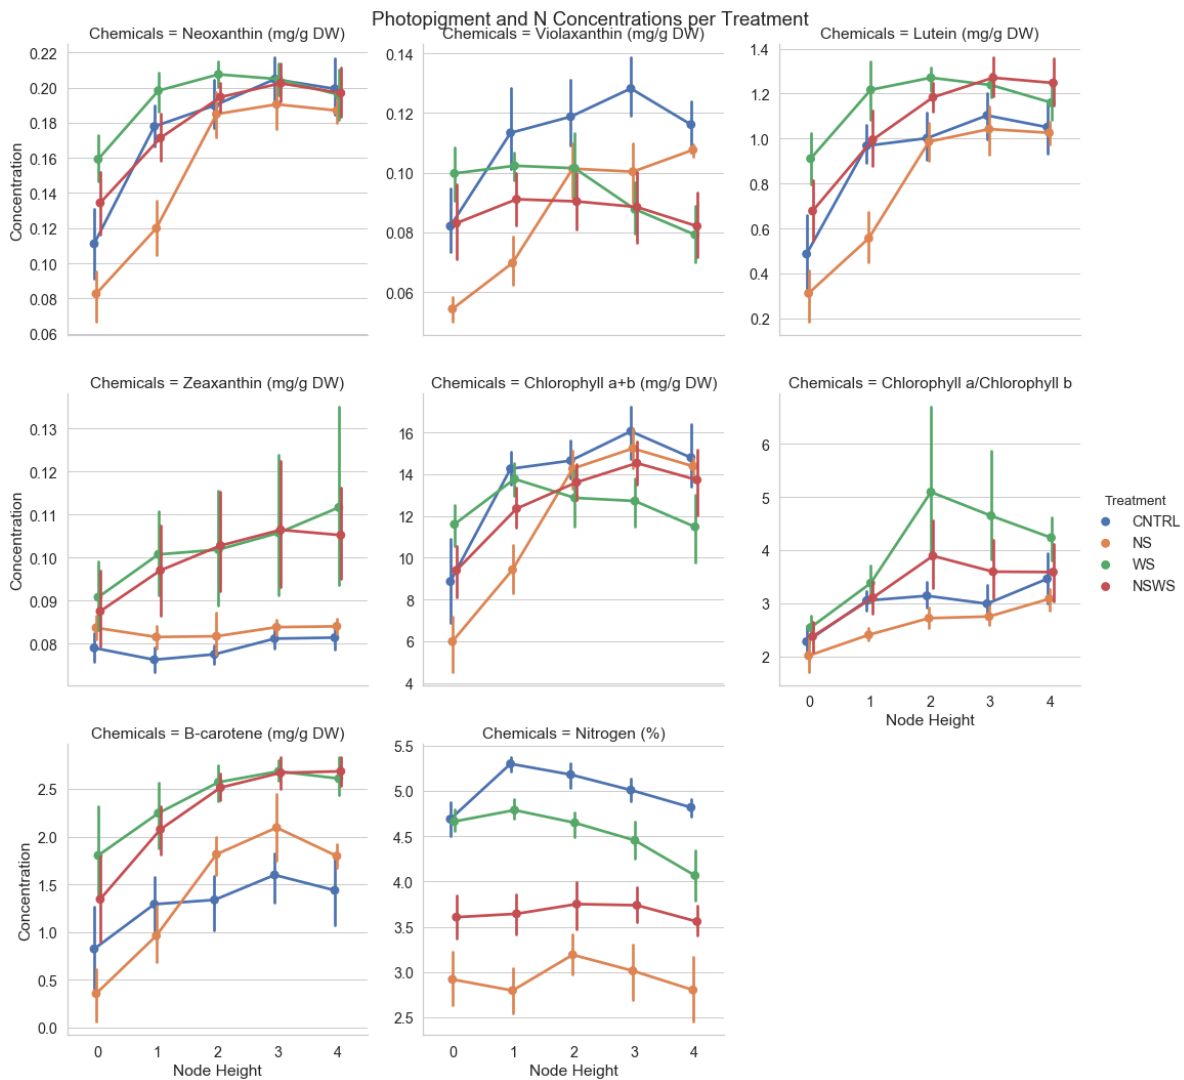 Photopigment and N Concentrations per Treatment
Chemicals = Neoxanthin (mg/g DW)
Chemicals = Violaxanthin (mg/g DW)
Chemicals = Lutein (mg/g DW)
0.22
0.20
0.18
0.16
0.14
0.12
0.10
0.08
0.06
Concentration
0.14
0.12
0.10
0.08
0.06
1.4
1.2
1.0
0.8
0.6
0.4
0.2
Chemicals = Zeaxanthin (mg/g DW)
Chemicals = Chlorophyll a+b (mg/g DW)
Chemicals = Chlorophyll a/Chlorophyll b
0.13
0.12
0.11
0.10
0.09
0.08
Concentration
16
14
12
10
8
6
4
6
5
4
3
2
0 1 2 3 4
Node Height
Treatment
CNTRL
NS
WS
NSWS
Chemicals = B-carotene (mg/g DW)
Chemicals = Nitrogen (%)
2.5
2.0
1.5
1.0
0.5
0.0
Concentration
0 1 2 3 4
Node Height
5.5
5.0
4.5
4.0
3.5
3.0
2.5
0 1 2 3 4
Node Height